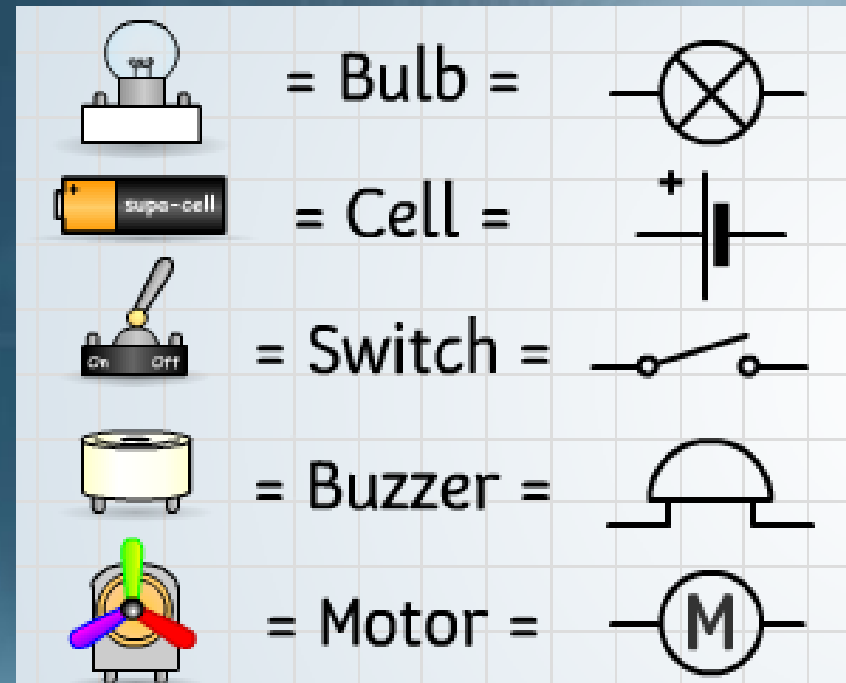 = Bulb =
+ supa-cell = Cell = +
On Off = Switch =
= Buzzer =
= Motor = M